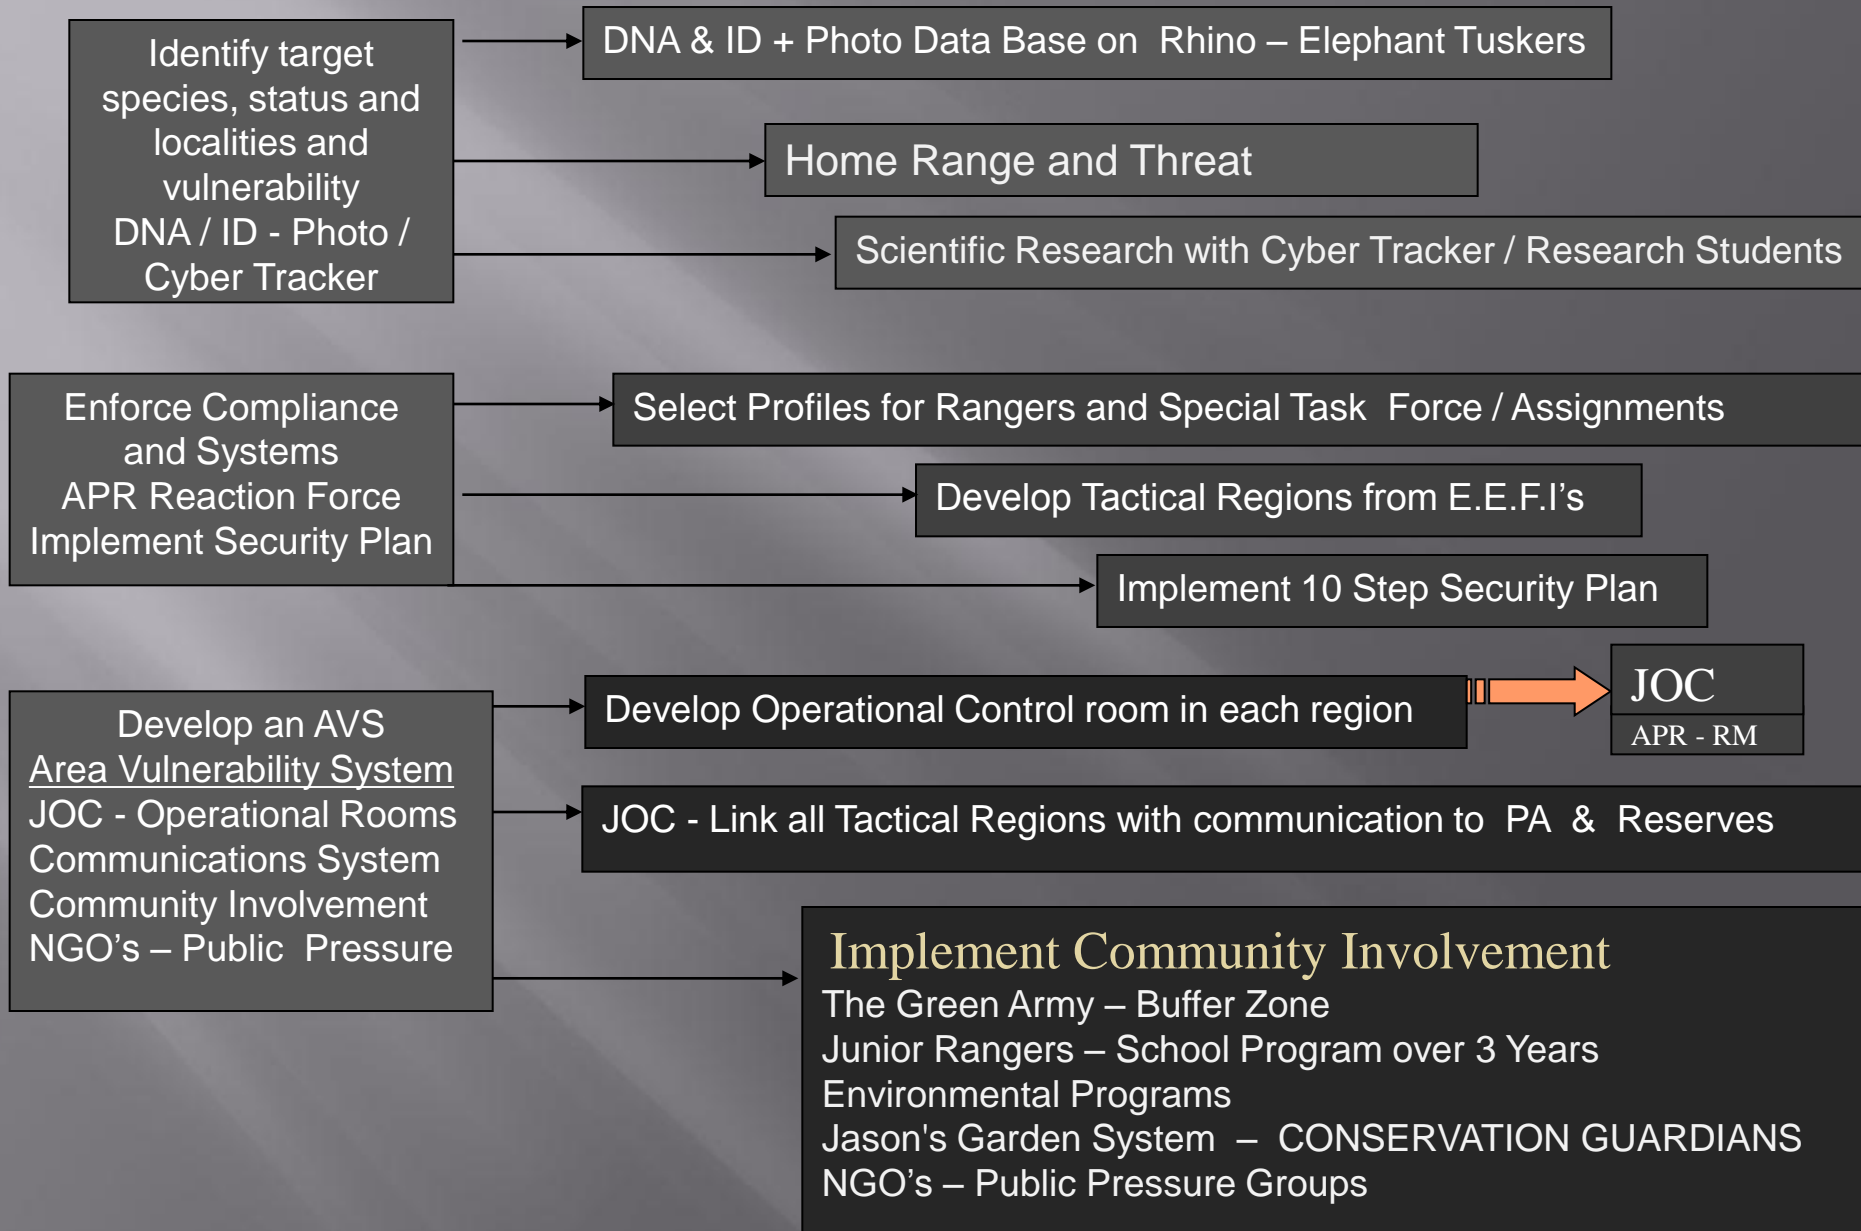 Identify target
species, status and
localities and
vulnerability
DNA / ID - Photo /
Cyber Tracker
DNA & ID + Photo Data Base on Rhino – Elephant Tuskers
Home Range and Threat
Scientific Research with Cyber Tracker / Research Students
Enforce Compliance
and Systems
APR Reaction Force
Implement Security Plan
Select Profiles for Rangers and Special Task Force / Assignments
Develop Tactical Regions from E.E.F.I’s
Implement 10 Step Security Plan
Develop an AVS
Area Vulnerability System
JOC - Operational Rooms
Communications System
Community Involvement
NGO’s – Public Pressure
Develop Operational Control room in each region
JOC
APR - RM
JOC - Link all Tactical Regions with communication to PA & Reserves
Implement Community Involvement
The Green Army – Buffer Zone
Junior Rangers – School Program over 3 Years
Environmental Programs
Jason's Garden System – CONSERVATION GUARDIANS
NGO’s – Public Pressure Groups